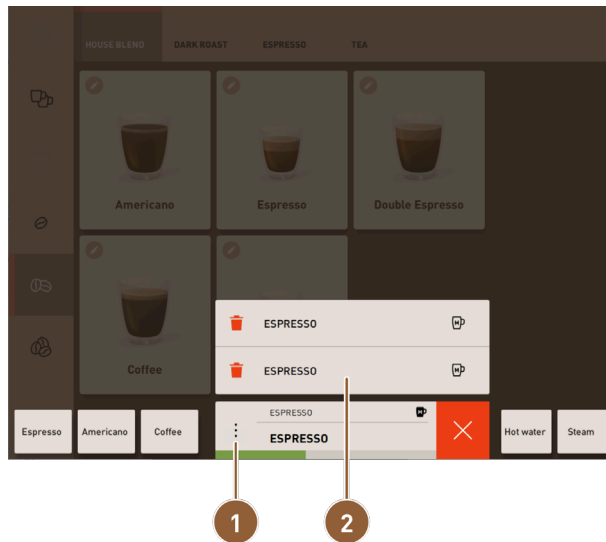 HOUSE BLEND DARK ROAST ESPRESSO TEA
Americano Espresso Double Espresso
Coffee
ESPRESSO M
ESPRESSO M
Espresso Americano Coffee
ESPRESSO M
ESPRESSO
Hot water Steam
1 2